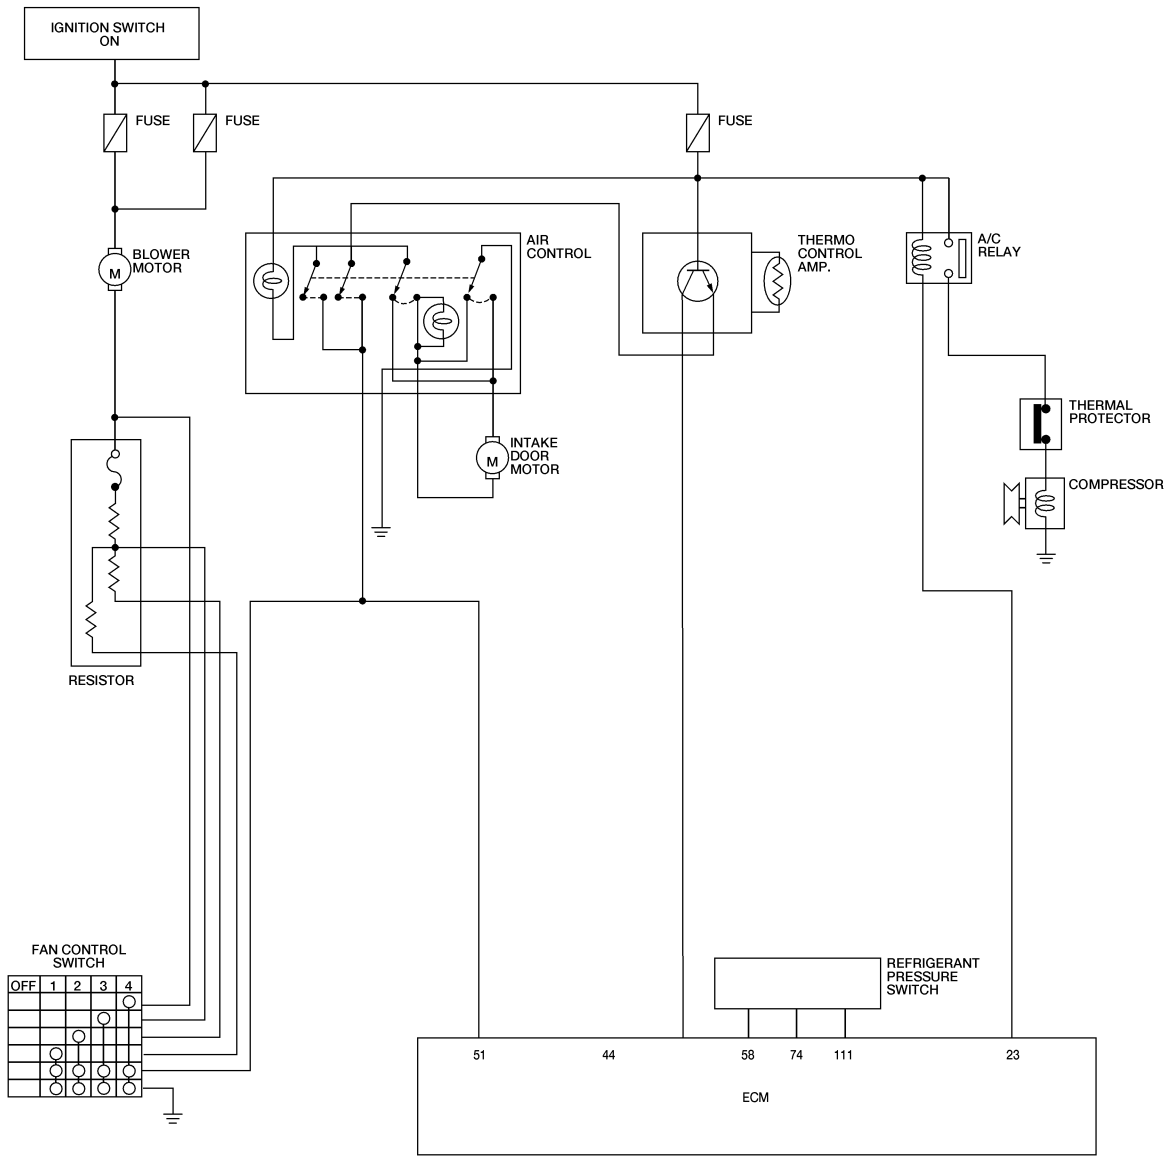 IGNITION SWITCH
ON
FUSE
FUSE
FUSE
BLOWER
MOTOR
M
AIR
CONTROL
THERMO
CONTROL
AMP.
A/C
RELAY
THERMAL
PROTECTOR
COMPRESSOR
M
INTAKE
DOOR
MOTOR
RESISTOR
FAN CONTROL
SWITCH
OFF 1 2 3 4
REFRIGERANT
PRESSURE
SWITCH
51 44 58 74 111 23
ECM